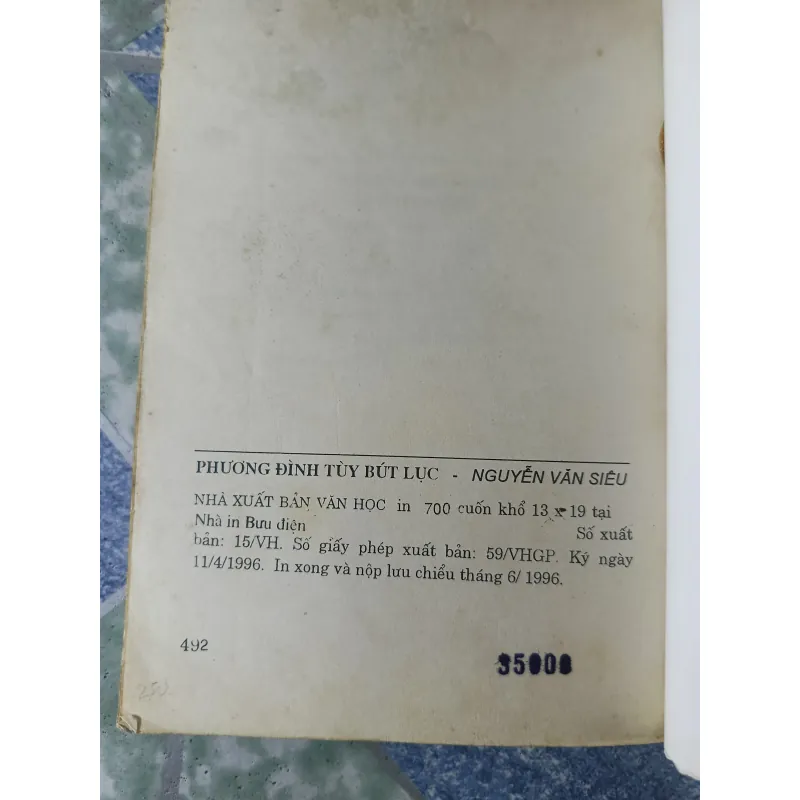 PHƯƠNG ĐÌNH TÙY BÚT LỤC - NGUYỄN VĂN SIÊU
NHÀ XUẤT BẢN VĂN HỌC in 700 cuốn khổ 13 x 19 tại
Nhà in Bưu điện Số xuất
bản: 15/VH. Số giấy phép xuất bản: 59/VHGP. Ký ngày
11/4/1996. In xong và nộp lưu chiểu tháng 6/ 1996.
492
35000